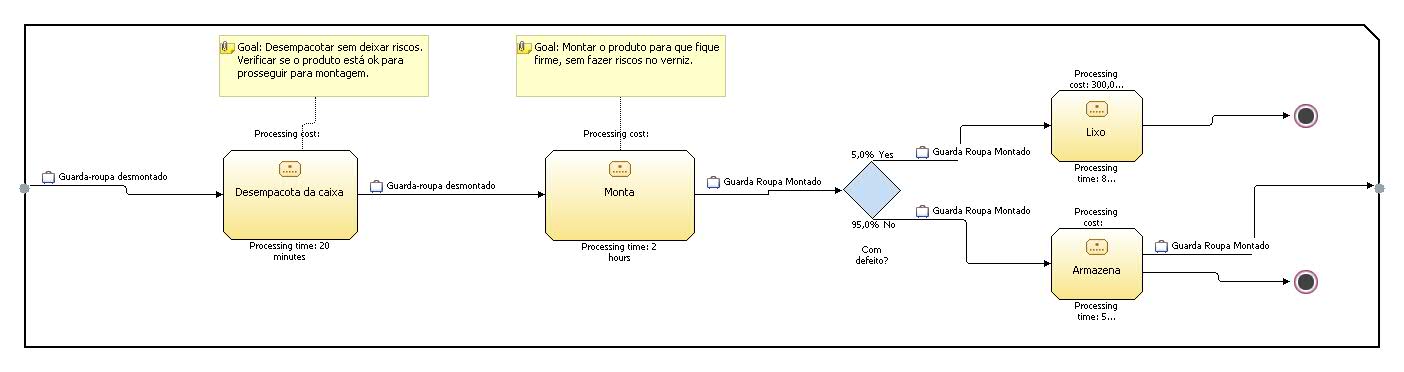 Goal: Desempacotar sem deixar riscos.
Verificar se o produto está ok para
prosseguir para montagem.
Goal: Montar o produto para que fique
firme, sem fazer riscos no verniz.
Processing cost:
Processing cost:
Processing
cost: 300,0...
Guarda-roupa desmontado
Desempacota da caixa
Processing time: 20
minutes
Guarda-roupa desmontado
Monta
Processing time: 2
hours
Guarda Roupa Montado
5,0% Yes
95,0% No
Com
defeito?
Guarda Roupa Montado
Lixo
Processing
time: 8...
Guarda Roupa Montado
Processing
cost:
Armazena
Processing
time: 5...
Guarda Roupa Montado